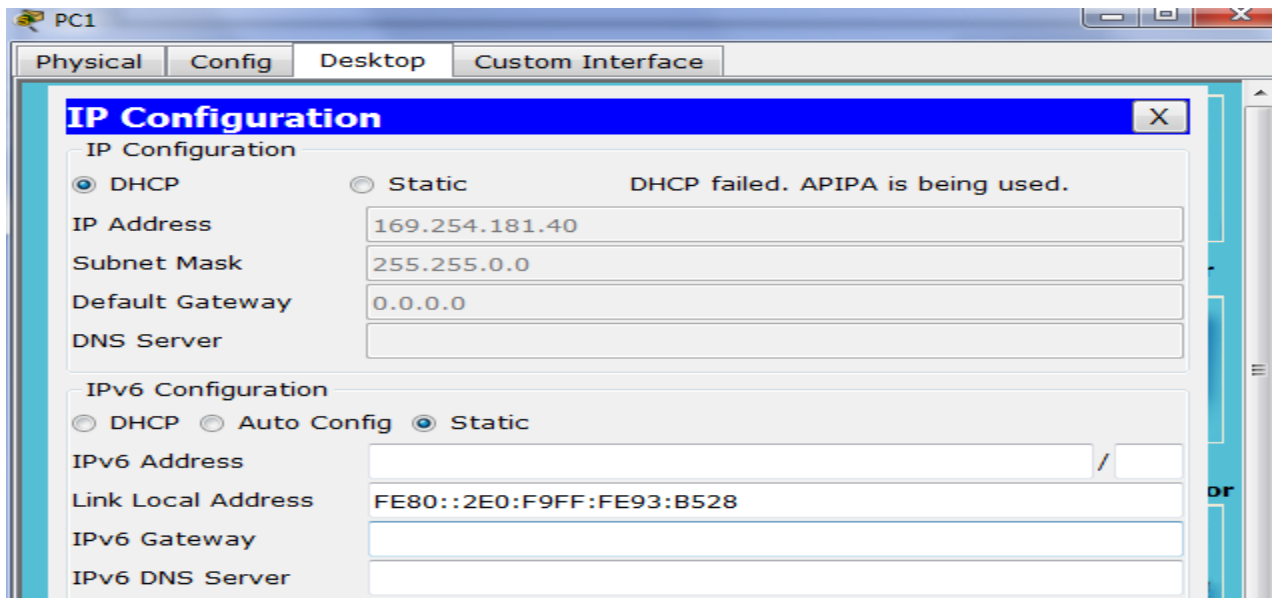 PC1
Physical Config Desktop Custom Interface
IP Configuration X
IP Configuration
DHCP Static DHCP failed. APIPA is being used.
IP Address 169.254.181.40
Subnet Mask 255.255.0.0
Default Gateway 0.0.0.0
DNS Server
IPv6 Configuration
DHCP Auto Config Static
IPv6 Address /
Link Local Address FE80::2E0:F9FF:FE93:B528
IPv6 Gateway
IPv6 DNS Server